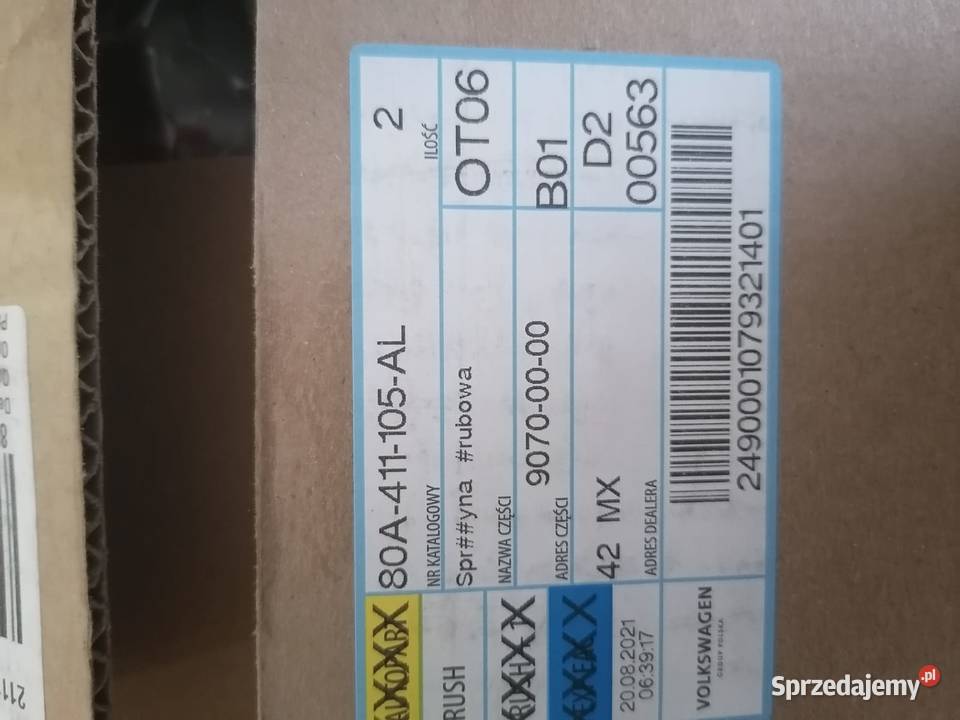 80A-411-105-AL
2
NR KATALOGOWY
ILOŚĆ
Spr##yna #rubowa
OT06
NAZWA CZĘŚCI
9070-00-00
B01
ADRES CZĘŚCI
42 MX
D2
00563
ADRES DEALERA
2490001079321401
RUSH
20.08.2021
06:39:17
VOLKSWAGEN
GROUP POLSKA
211
Sprzedajemy.pl